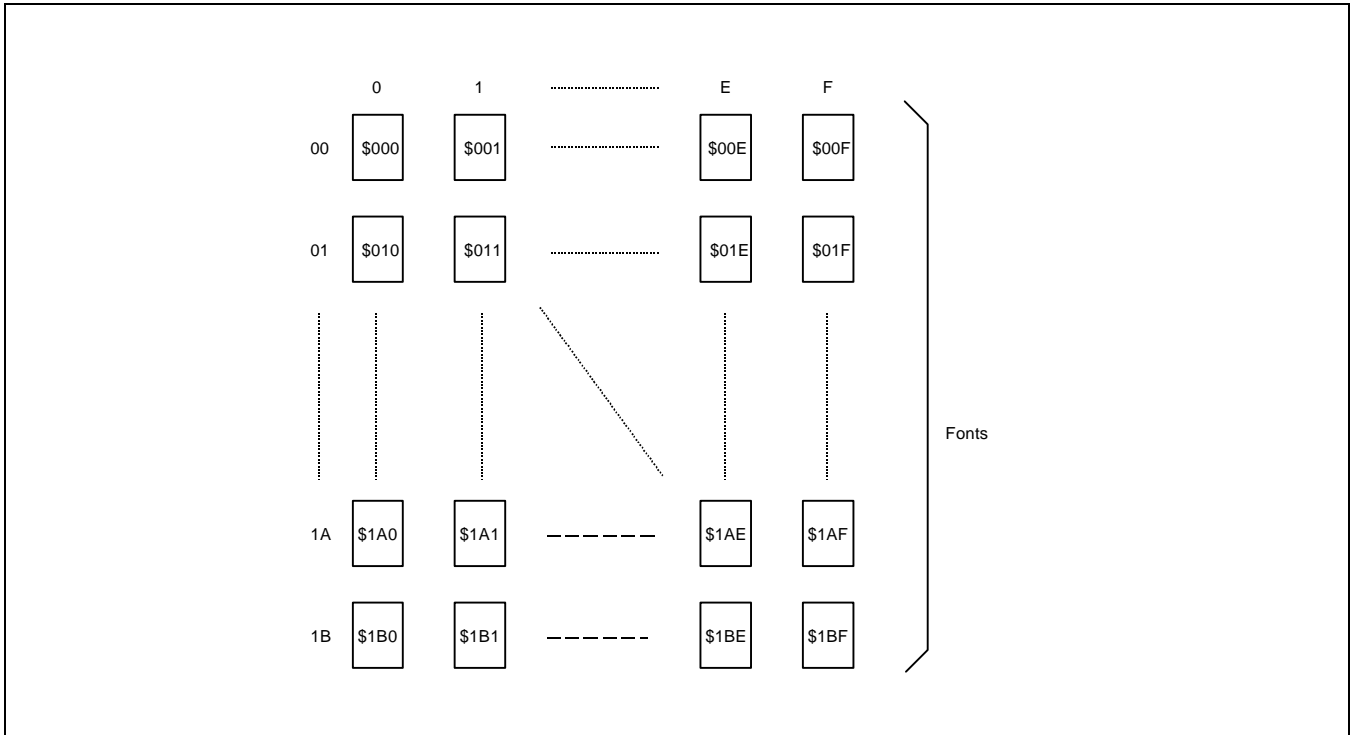 0 1 E F
00 $000 $001 $00E $00F
01 $010 $011 $01E $01F
Fonts
1A $1A0 $1A1 $1AE $1AF
1B $1B0 $1B1 $1BE $1BF